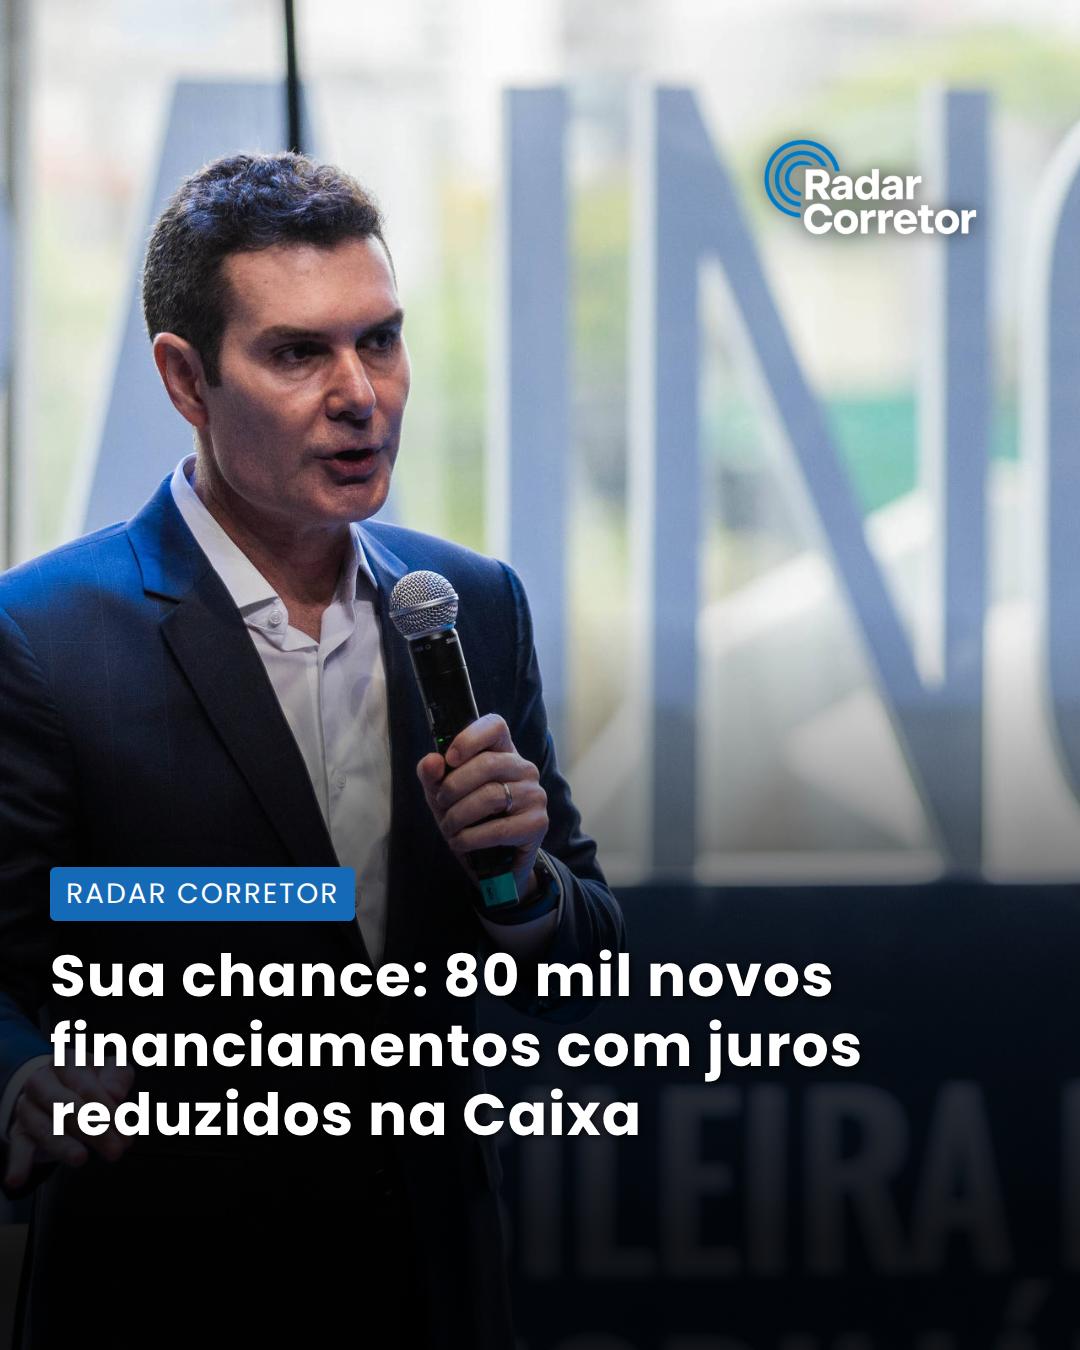 Radar
Corretor
RADAR CORRETOR
Sua chance: 80 mil novos
financiamentos com juros
reduzidos na Caixa